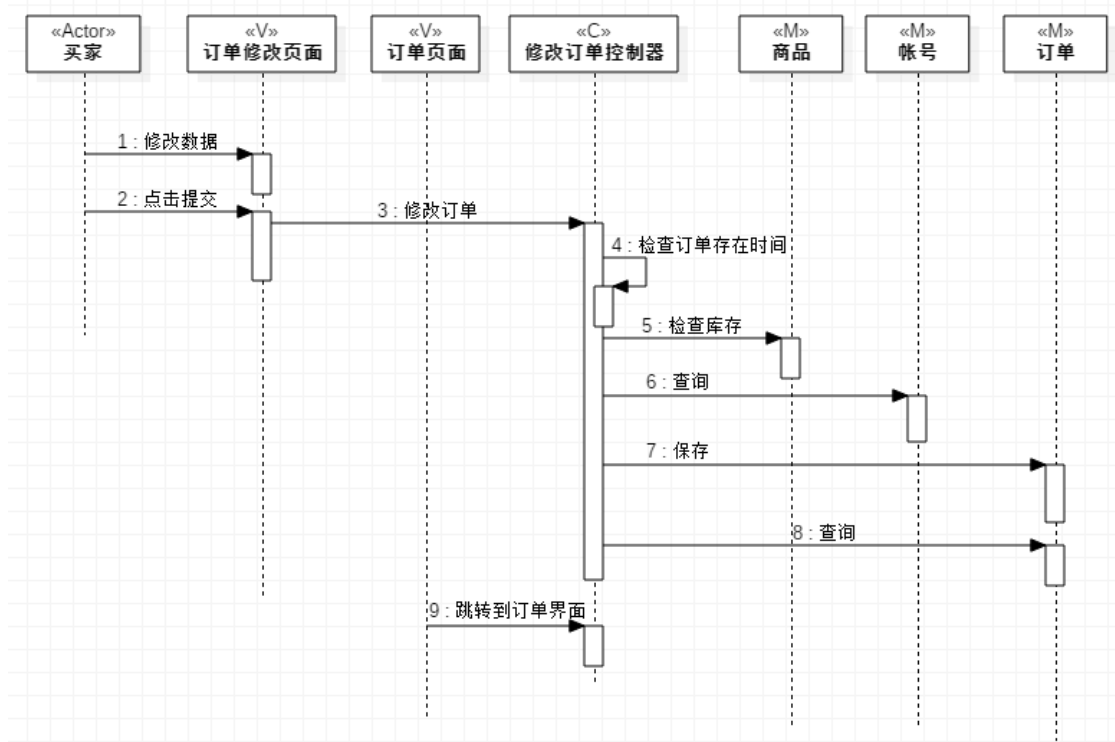 «Actor»
买家
«V»
订单修改页面
«V»
订单页面
«C»
修改订单控制器
«M»
商品
«M»
帐号
«M»
订单
1 : 修改数据
2 : 点击提交
3 : 修改订单
4 : 检查订单存在时间
5 : 检查库存
6 : 查询
7 : 保存
8 : 查询
9 : 跳转到订单界面